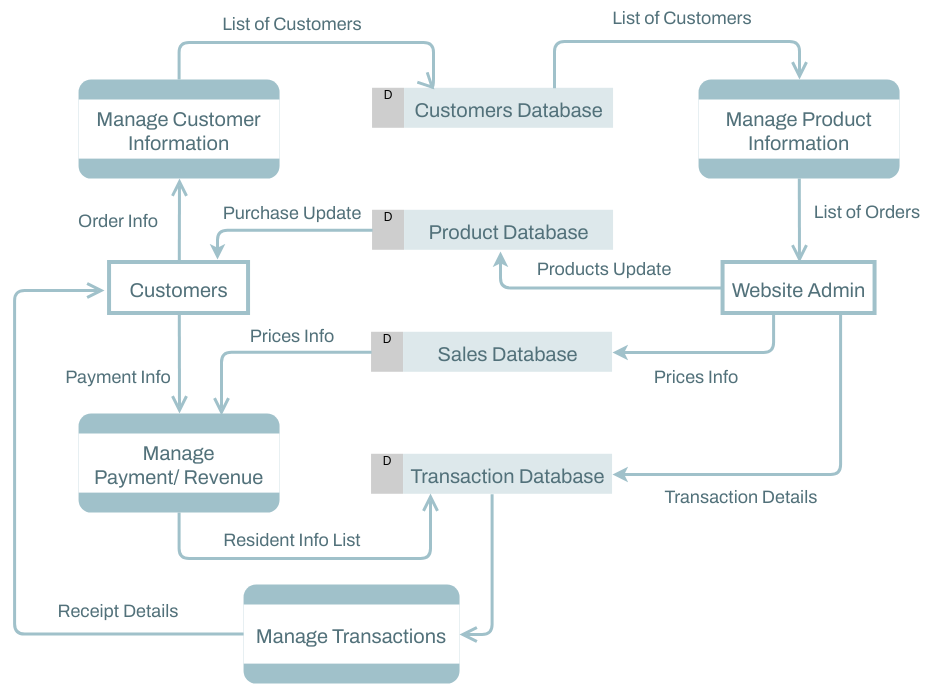 List of Customers
List of Customers
D
Customers Database
Manage Customer
Information
Manage Product
Information
Order Info
Purchase Update
D
Product Database
List of Orders
Products Update
Customers
Website Admin
Prices Info
D
Sales Database
Payment Info
Prices Info
Manage
Payment/ Revenue
D
Transaction Database
Transaction Details
Resident Info List
Receipt Details
Manage Transactions